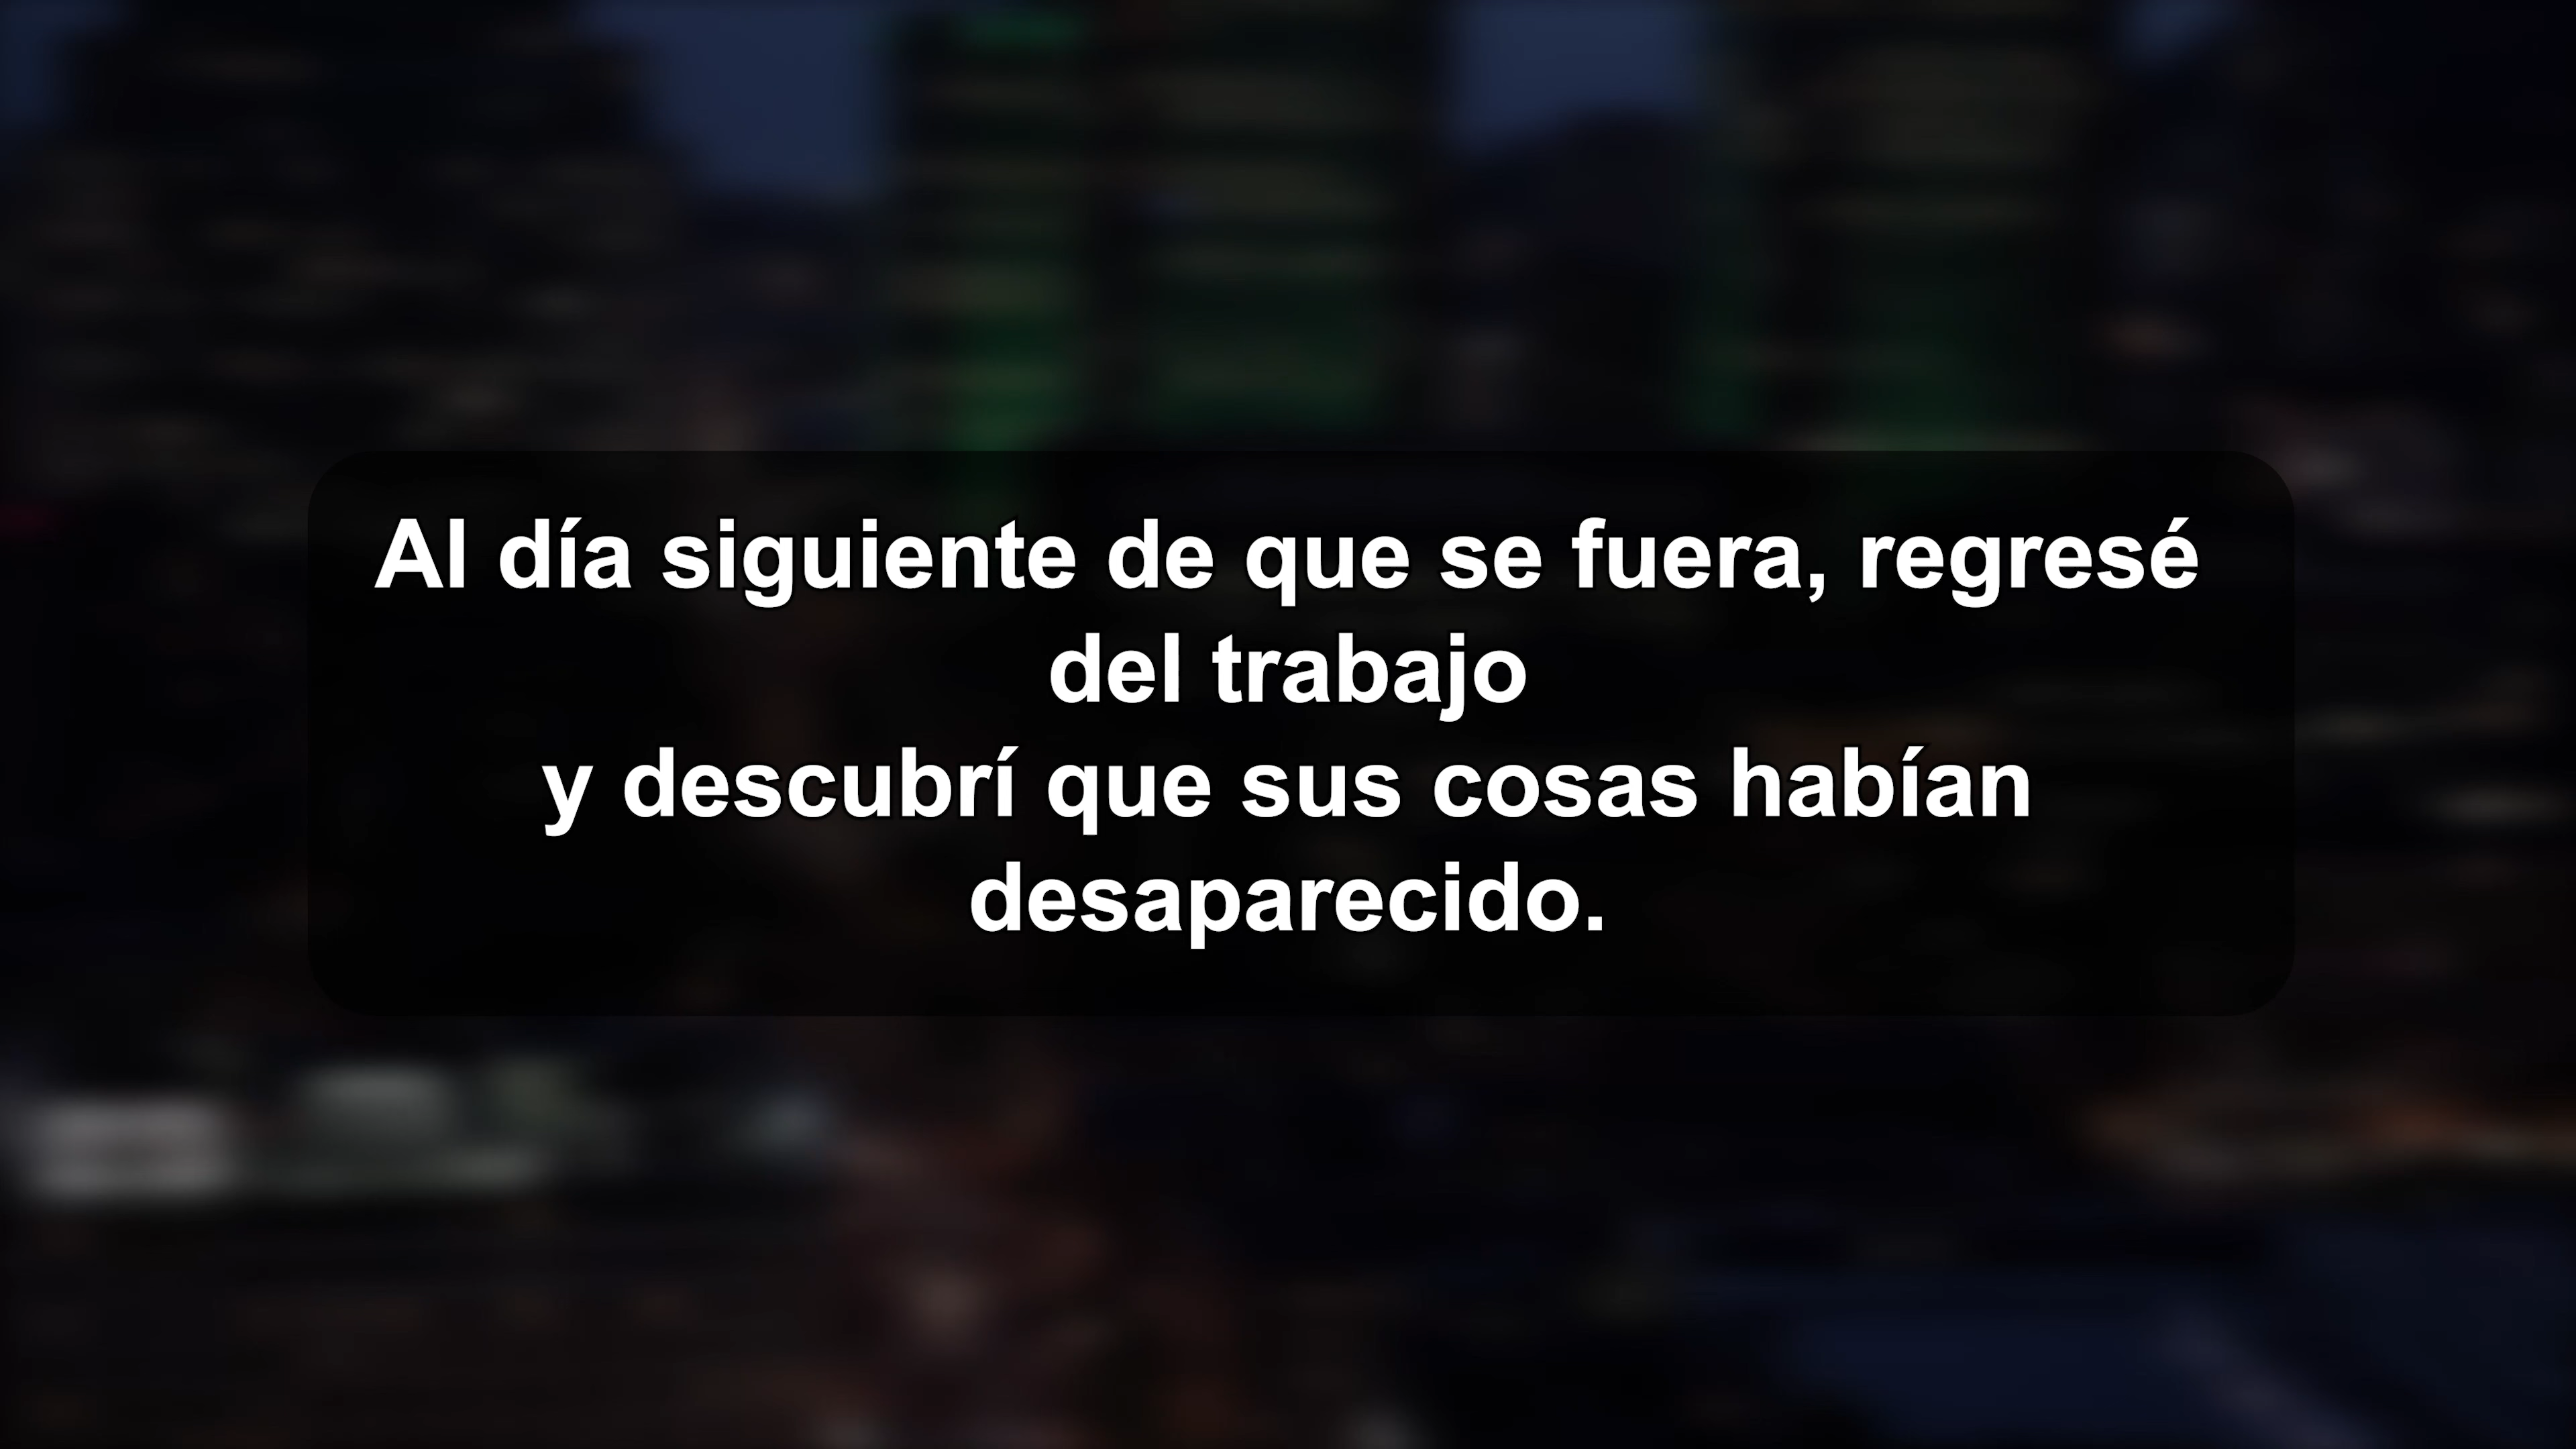 Al día siguiente de que se fuera, regresé
del trabajo
y descubrí que sus cosas habían
desaparecido.